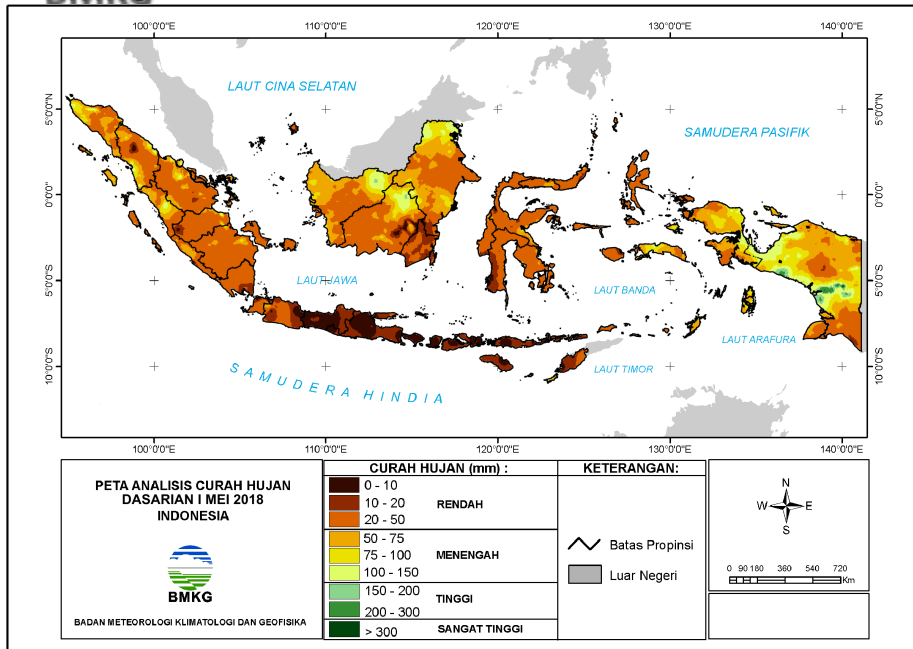 BMKG
100°0'0"E 110°0'0"E 120°0'0"E 130°0'0"E 140°0'0"E
LAUT CINA SELATAN
SAMUDERA PASIFIK
5°0'0"N 5°0'0"N
0°0'0" 0°0'0"
LAUT JAWA
LAUT BANDA
5°0'0"S 5°0'0"S
LAUT ARAFURA
LAUT TIMOR
SAMUDERA HINDIA
10°0'0"S 10°0'0"S
100°0'0"E 110°0'0"E 120°0'0"E 130°0'0"E 140°0'0"E
PETA ANALISIS CURAH HUJAN
DASARIAN I MEI 2018
INDONESIA
BMKG
BADAN METEOROLOGI KLIMATOLOGI DAN GEOFISIKA
CURAH HUJAN (mm) :
0 - 10
10 - 20
20 - 50
RENDAH
50 - 75
75 - 100
100 - 150
MENENGAH
150 - 200
200 - 300
TINGGI
> 300
SANGAT TINGGI
KETERANGAN:
Batas Propinsi
Luar Negeri
N
W E
S
0 90 180 360 540 720
Km